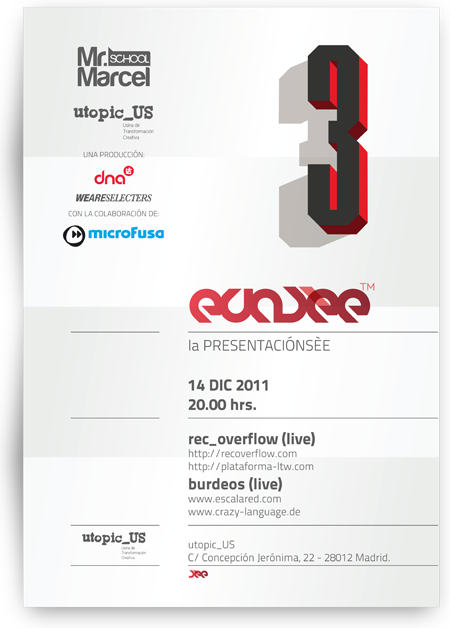 Mr. SCHOOL
Marcel
utopic_US
Usina de
Transformación
Creativa
UNA PRODUCCIÓN:
dna
WEARESELECTERS
CON LA COLABORACIÓN DE:
microfusa
3
TM
la PRESENTACIÓNSÈE
14 DIC 2011
20.00 hrs.
rec_overflow (live)
http://recoverflow.com
http://plataforma-ltw.com
burdeos (live)
www.escalared.com
www.crazy-language.de
utopic_US
Usina de
Transformación
Creativa
utopic_US
C/ Concepción Jerónima, 22 - 28012 Madrid.